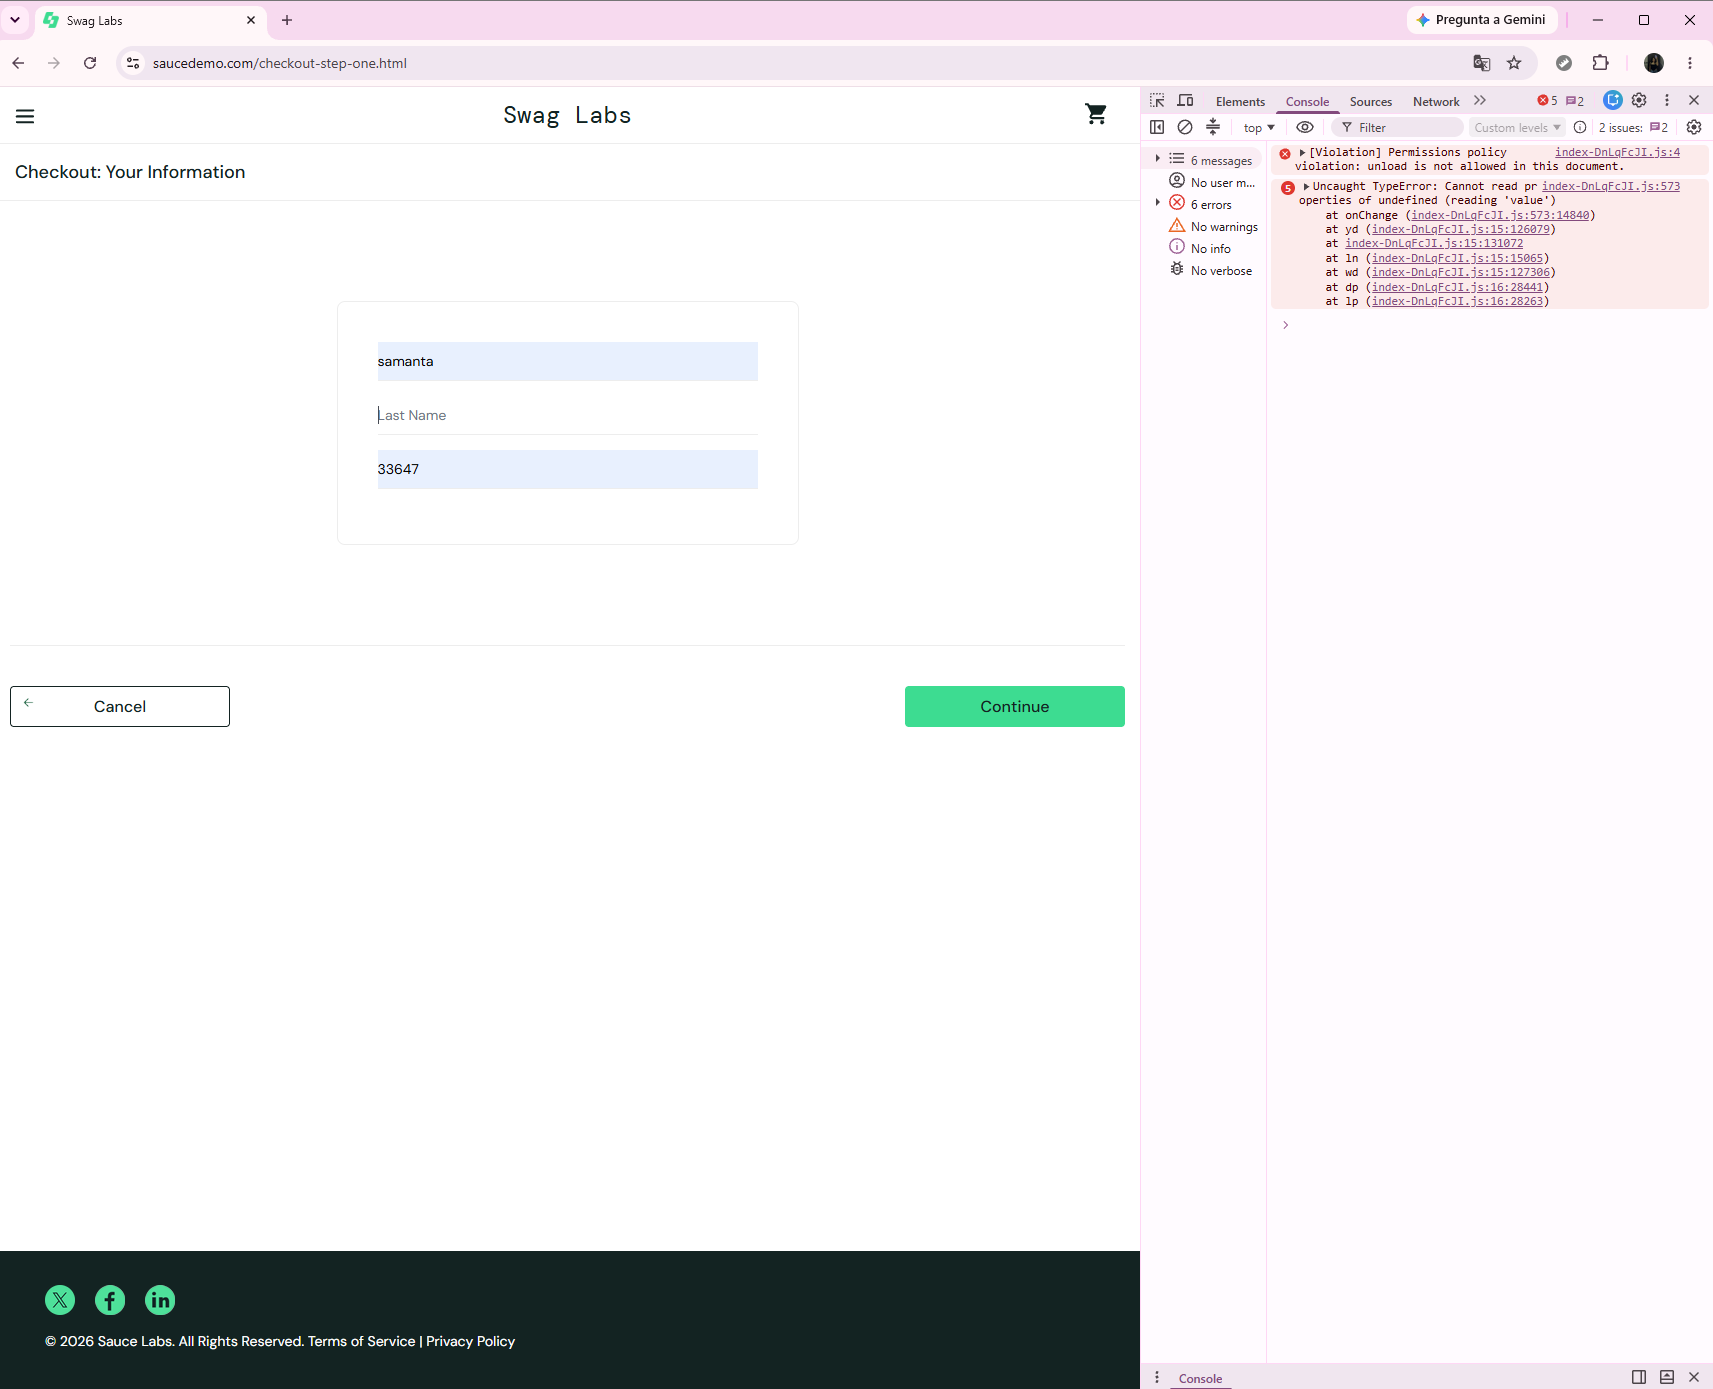 Swag Labs
Pregunta a Gemini
saucedemo.com/checkout-step-one.html
Swag Labs
Checkout: Your Information
samanta
Last Name
33647
Cancel
Continue
© 2026 Sauce Labs. All Rights Reserved. Terms of Service | Privacy Policy
Elements Console Sources Network 5 2
top Filter Custom levels 2 issues: 2
6 messages
No user m...
6 errors
No warnings
No info
No verbose
[Violation] Permissions policy index-DnLqFcJI.js:4
violation: unload is not allowed in this document.
5 Uncaught TypeError: Cannot read pr index-DnLqFcJI.js:573
operties of undefined (reading 'value')
at onChange (index-DnLqFcJI.js:573:14840)
at yd (index-DnLqFcJI.js:15:126079)
at index-DnLqFcJI.js:15:131072
at ln (index-DnLqFcJI.js:15:15065)
at wd (index-DnLqFcJI.js:15:127306)
at dp (index-DnLqFcJI.js:16:28441)
at lp (index-DnLqFcJI.js:16:28263)
Console